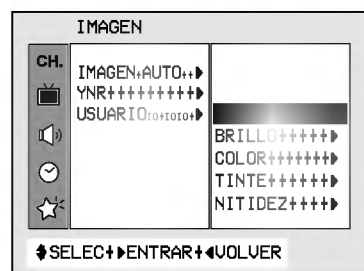 IMAGEN
CH.
IMAGEN+AUTO++▶
YNR+++++++++▶
USUARIO▶
BRILLO+++++▶
COLOR++++++▶
TINTE++++++▶
NITIDEZ++++▶
♦SELEC+▶ENTRAR+◀VOLVER